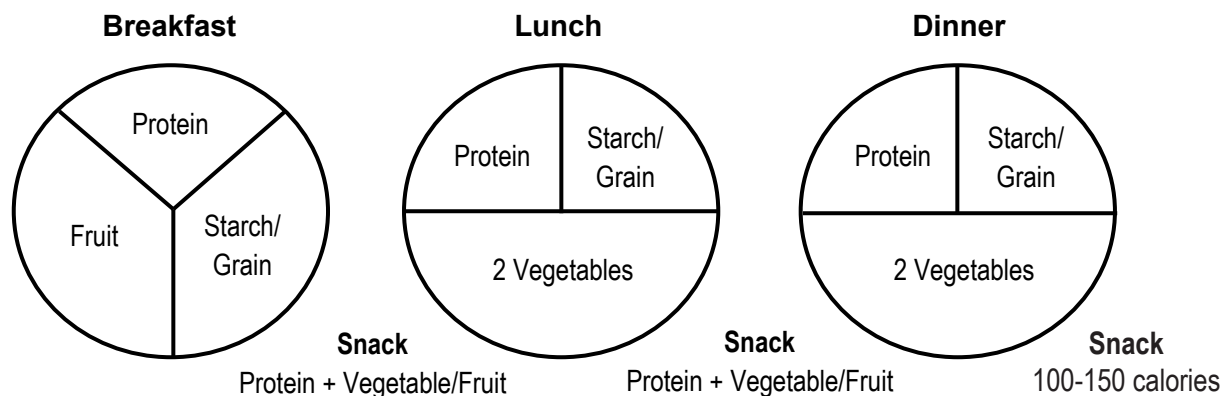 Breakfast
Protein
Fruit
Starch/
Grain
Snack
Protein + Vegetable/Fruit
Lunch
Protein
Starch/
Grain
2 Vegetables
Snack
Protein + Vegetable/Fruit
Dinner
Protein
Starch/
Grain
2 Vegetables
Snack
100-150 calories